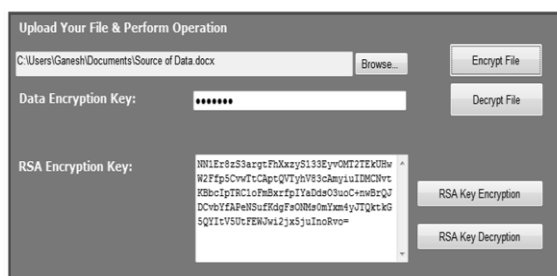 Upload Your File & Perform Operation
C:\Users\Ganesh\Documents\Source of Data.docx
Browse...
Encrypt File
Data Encryption Key:
•••••••
Decrypt File
RSA Encryption Key:
NN1Er8zS3argtFhXxzyS133EyvOMT2TEkUHw
W2Ffp5CvwTtCAptQVTyhV83cAmyiuIDMCNvt
KBbcIpTRCloFmBxrfpIYaDdsO3uoC+nwBrQJ
DCvbYfAPeNSufKdgFsONMs0mYxm4yJTQktkG
5QYItV5UtFEWJwi2jx5juInoRvo=
RSA Key Encryption
RSA Key Decryption